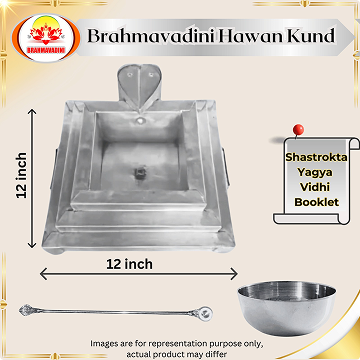 Brahmavadini Hawan Kund
BRAHMAVADINI
12 inch
12 inch
Shastrokta
Yagya
Vidhi
Booklet
Images are for representation purpose only,
actual product may differ